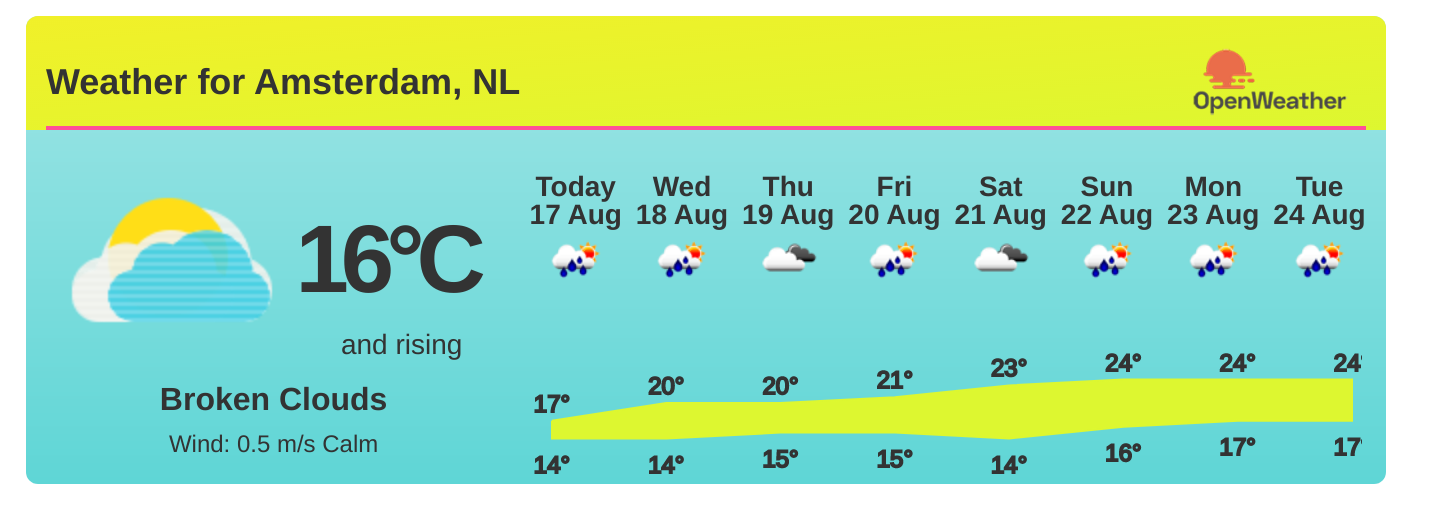 Weather for Amsterdam, NL
OpenWeather
Today Wed Thu Fri Sat Sun Mon Tue
17 Aug 18 Aug 19 Aug 20 Aug 21 Aug 22 Aug 23 Aug 24 Aug
16°C
and rising
Broken Clouds
Wind: 0.5 m/s Calm
17° 20° 20° 21° 23° 24° 24° 24°
14° 14° 15° 15° 14° 16° 17° 17°